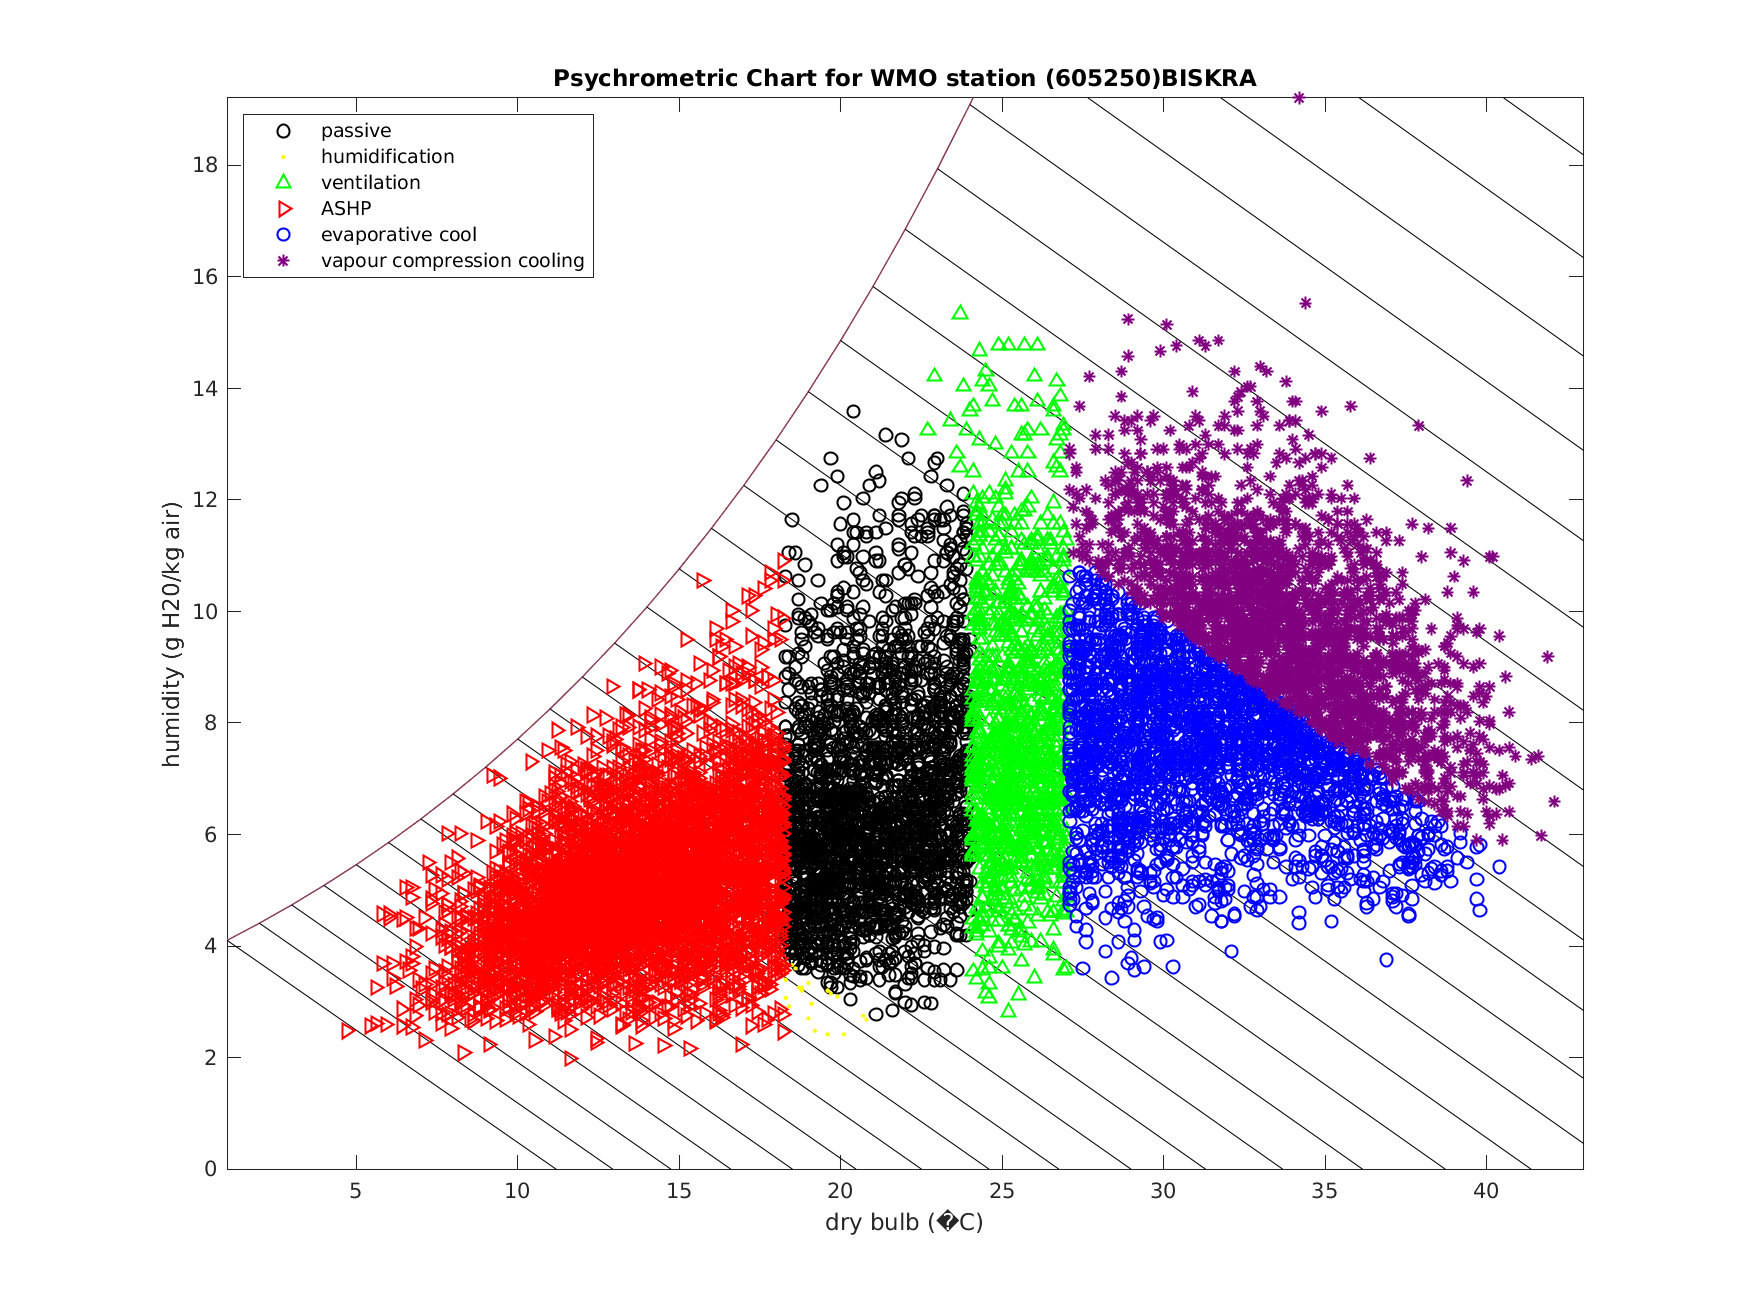 Psychrometric Chart for WMO station (605250)BISKRA
passive
humidification
ventilation
ASHP
evaporative cool
vapour compression cooling
humidity (g H20/kg air)
18
16
14
12
10
8
6
4
2
0
5 10 15 20 25 30 35 40
dry bulb (�C)